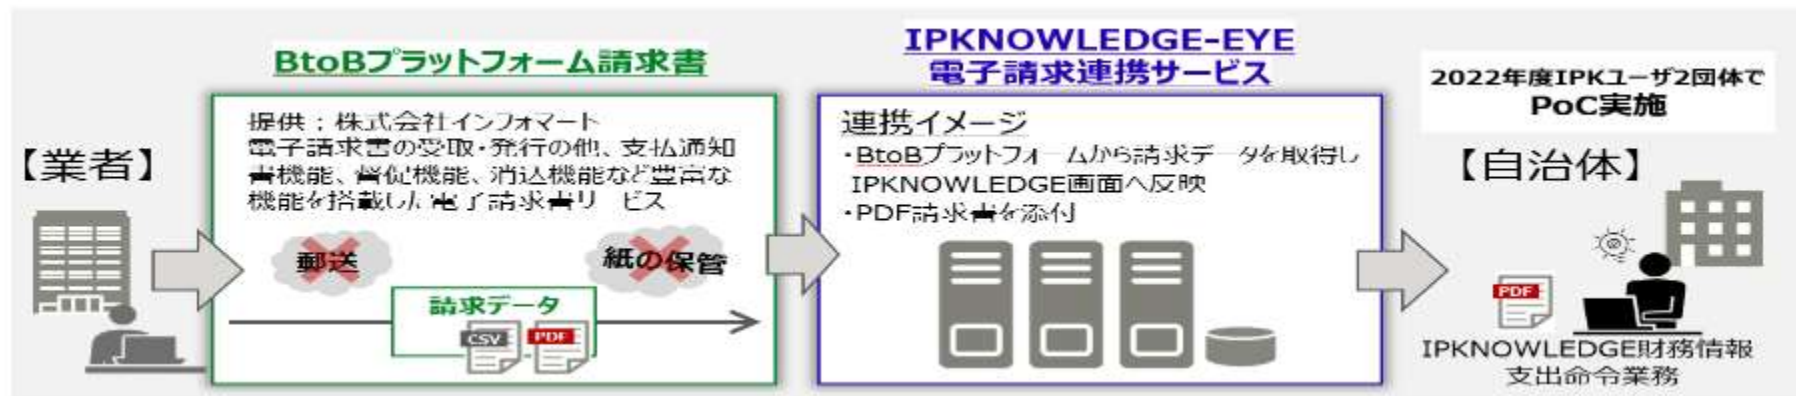 BtoBプラットフォーム請求書
IPKNOWLEDGE-EYE
電子請求連携サービス
2022年度IPKユーザ2団体で
PoC実施
【業者】
提供:株式会社インフォマート
電子請求書の受取・発行の他、支払通知
書機能、督促機能、消込機能など豊富な
機能を搭載した電子請求書サービス
郵送
紙の保管
請求データ
CSV
PDF
連携イメージ
・BtoBプラットフォームから請求データを取得し
IPKNOWLEDGE画面へ反映
・PDF請求書を添付
【自治体】
PDF
IPKNOWLEDGE財務情報
支出命令業務